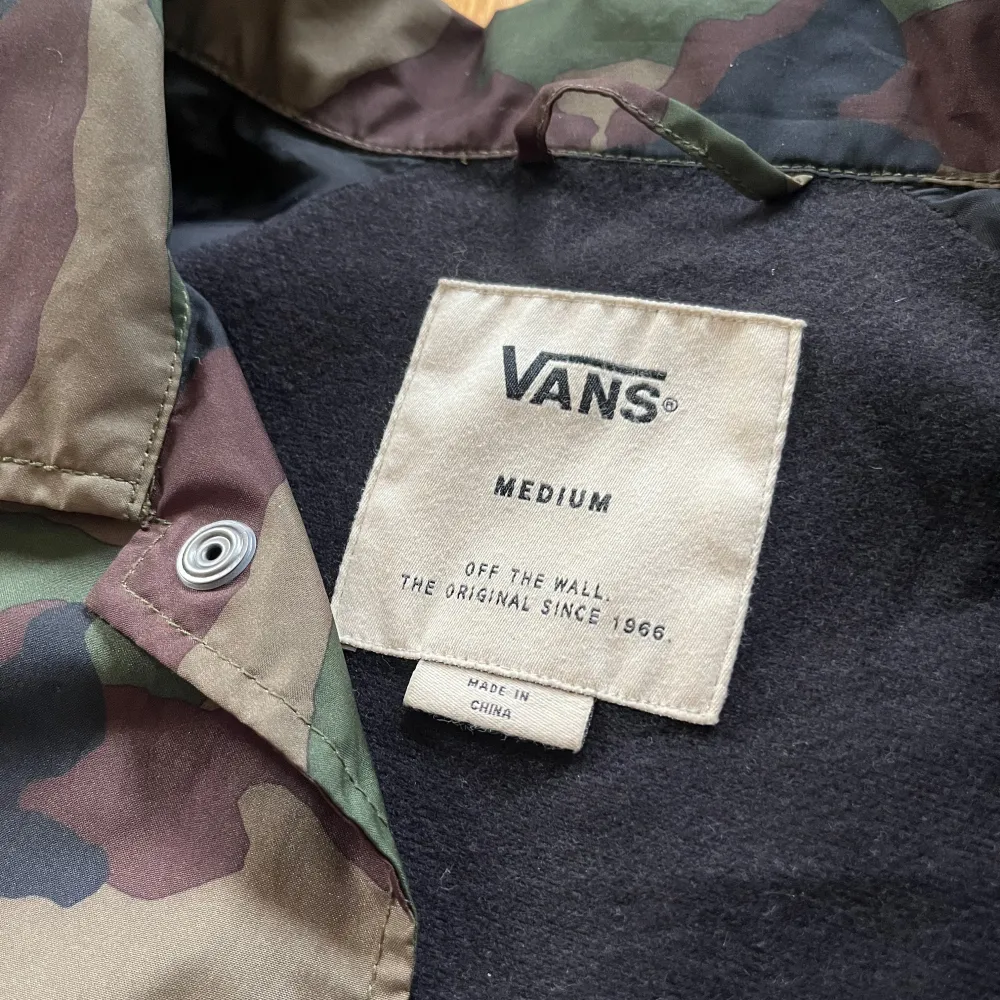 VANS®
MEDIUM
OFF THE WALL.
THE ORIGINAL SINCE 1966.
MADE IN
CHINA